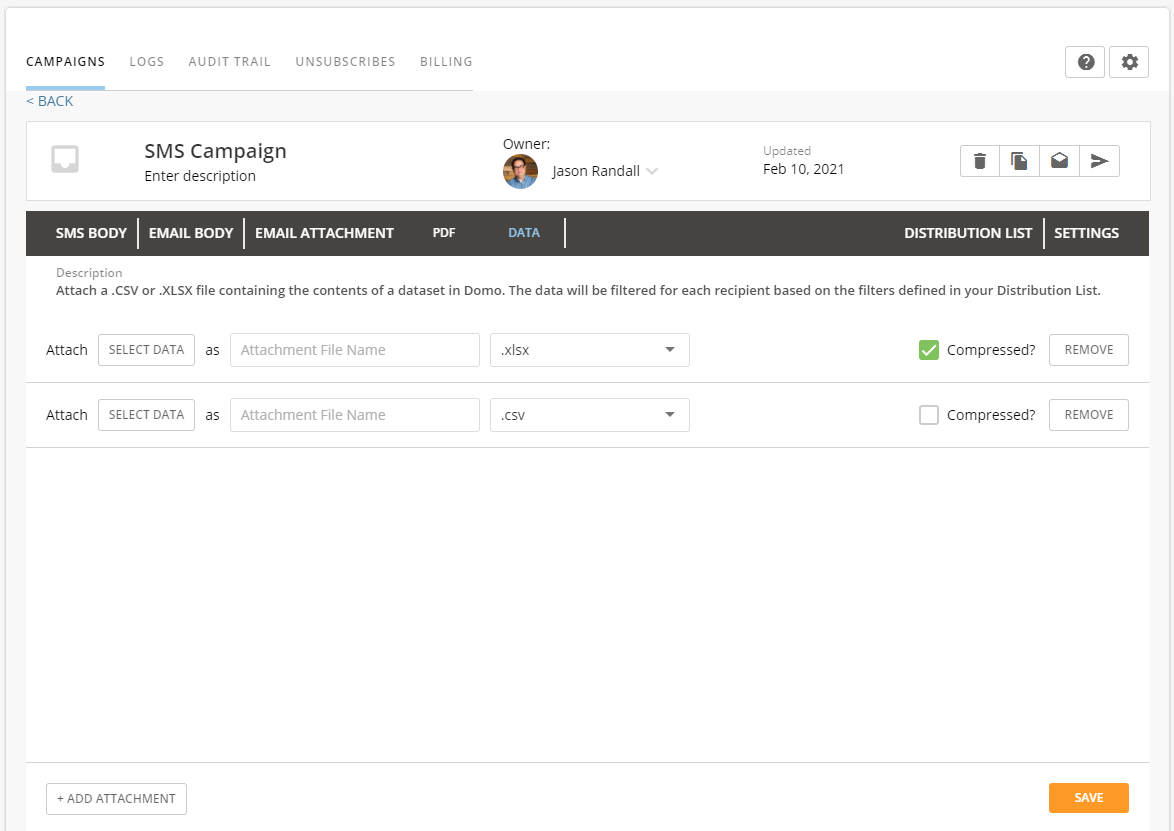 CAMPAIGNS LOGS AUDIT TRAIL UNSUBSCRIBES BILLING
< BACK
SMS Campaign
Enter description
Owner:
Jason Randall
Updated
Feb 10, 2021
SMS BODY EMAIL BODY EMAIL ATTACHMENT PDF DATA DISTRIBUTION LIST SETTINGS
Description
Attach a .CSV or .XLSX file containing the contents of a dataset in Domo. The data will be filtered for each recipient based on the filters defined in your Distribution List.
Attach SELECT DATA as Attachment File Name .xlsx Compressed? REMOVE
Attach SELECT DATA as Attachment File Name .csv Compressed? REMOVE
+ ADD ATTACHMENT SAVE